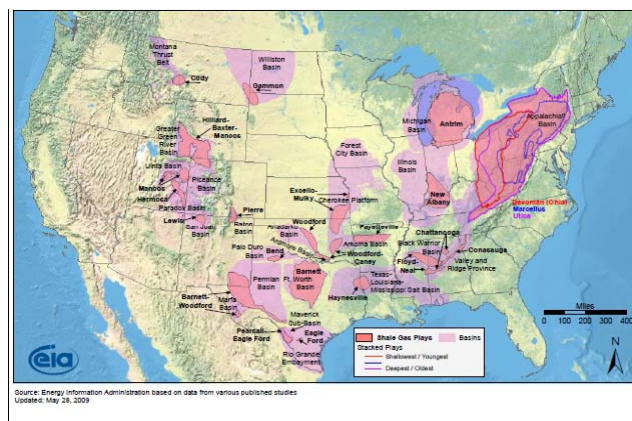 Montana
Thrust
Belt
Cody
Williston
Basin
Gammon
Hilliard-
Baxter-
Mancos
Greater
Green
River
Basin
Uinta Basin
Mancos
Piceance
Basin
Hermosa
Paradox Basin
Lewis
San Juan
Basin
Pierre
Raton
Basin
Anadarko
Basin
Palo Duro
Basin
Bend
Permian
Basin
Barnett-
Woodford
Marfa
Basin
Pearsall-
Eagle Ford
Maverick
Sub-Basin
Eagle
Ford
Rio Grande
Embayment
Barnett
Ft. Worth
Basin
Ardmore Basin
Woodford
Excello-
Mulky
Cherokee Platform
Forest
City Basin
Fayetteville
Arkoma Basin
Woodford-
Caney
Haynesville
Texas-
Louisiana-
Mississippi Salt Basin
Michigan
Basin
Antrim
Illinois
Basin
New
Albany
Chattanooga
Black Warrior
Basin
Floyd-
Neal
Conasauga
Valley and
Ridge Province
Appalachian
Basin
Devonian (Ohio)
Marcellus
Utica
Miles
0 100 200 300 400
N
Shale Gas Plays
Basins
Stacked Plays
Shallowest / Youngest
Deepest / Oldest
eia
Source: Energy Information Administration based on data from various published studies
Updated: May 28, 2009